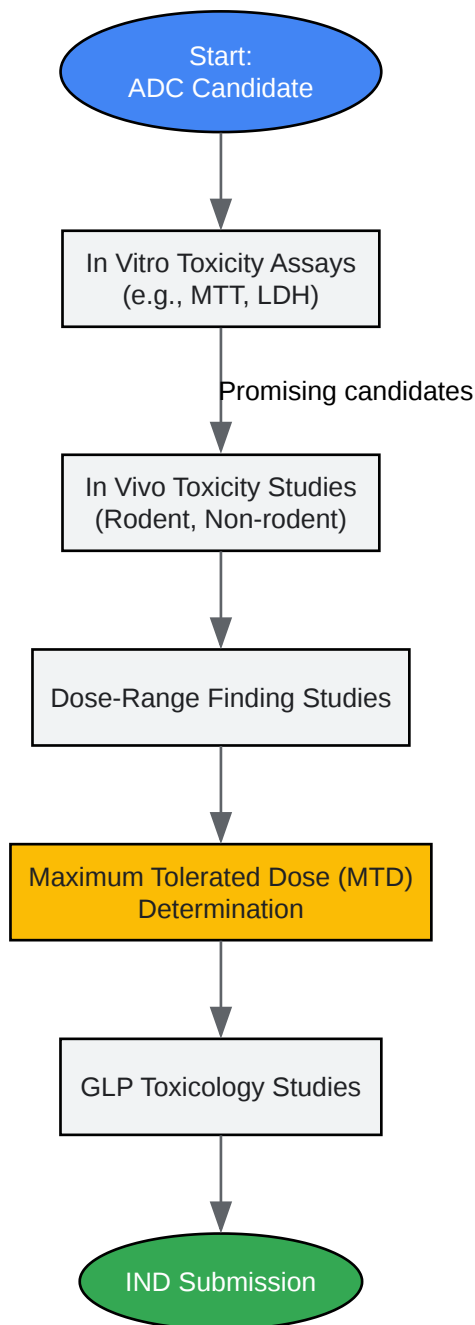 Start:
ADC Candidate
In Vitro Toxicity Assays
(e.g., MTT, LDH)
Promising candidates
In Vivo Toxicity Studies
(Rodent, Non-rodent)
Dose-Range Finding Studies
Maximum Tolerated Dose (MTD)
Determination
GLP Toxicology Studies
IND Submission